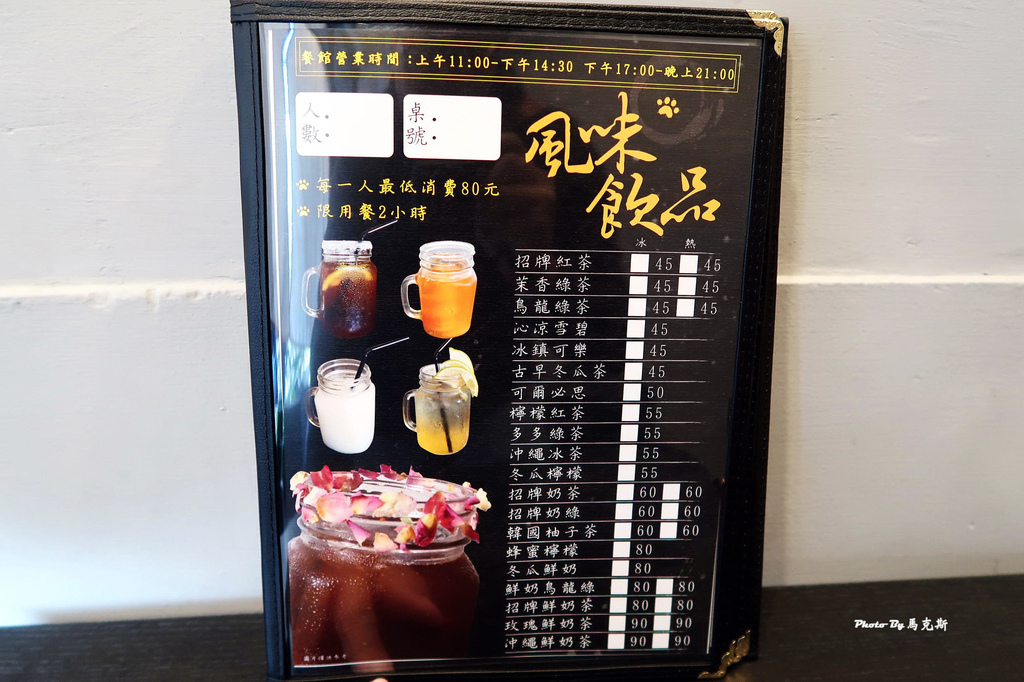 餐館營業時間：上午11:00-下午14:30 下午17:00-晚上21:00
人數：
桌號：
風味飲品
每一人最低消費80元
限用餐2小時
冰 熱
招牌紅茶 45 45
茉香綠茶 45 45
烏龍綠茶 45 45
沁涼雪碧 45
冰鎮可樂 45
古早冬瓜茶 45
可爾必思 50
檸檬紅茶 55
多多綠茶 55
沖繩冰茶 55
冬瓜檸檬 55
招牌奶茶 60 60
招牌奶綠 60 60
韓國柚子茶 60 60
蜂蜜檸檬 80
冬瓜鮮奶 80
鮮奶烏龍綠 80 80
招牌鮮奶茶 80 80
玫瑰鮮奶茶 90 90
沖繩鮮奶茶 90 90
Photo By 馬克斯